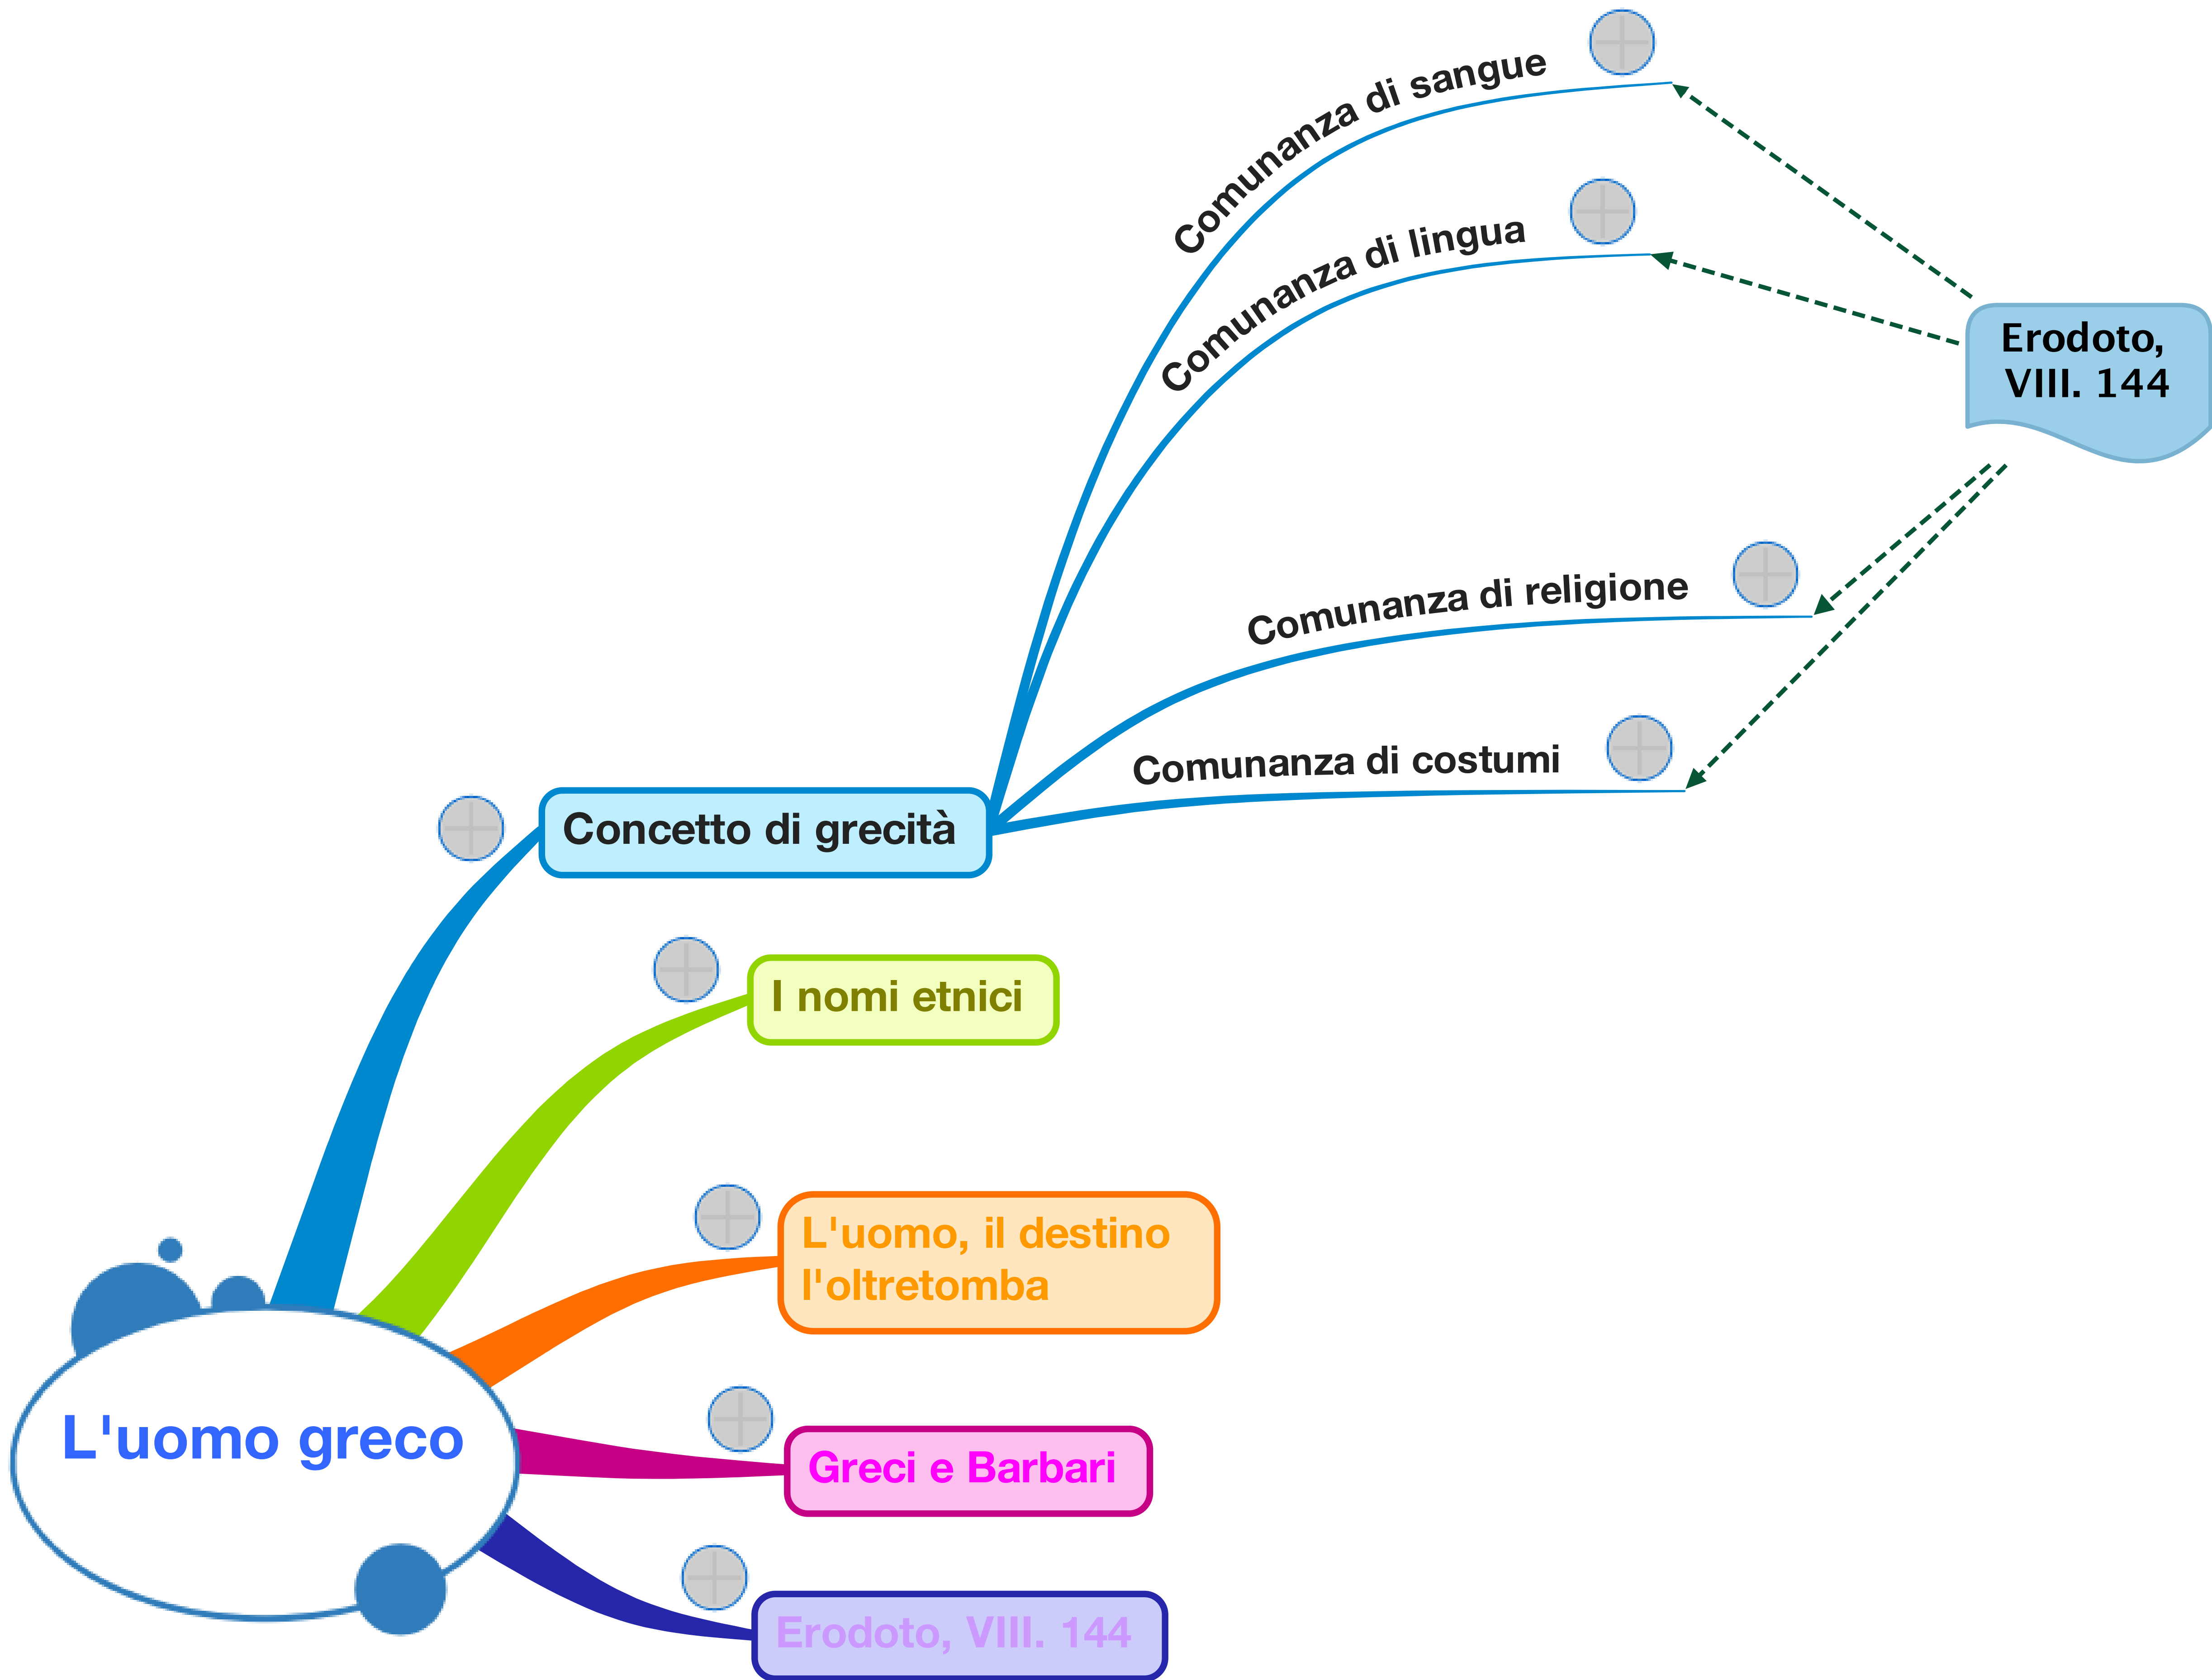 Comunanza di sangue
Comunanza di lingua
Erodoto,
VIII. 144
Comunanza di religione
Comunanza di costumi
Concetto di grecità
I nomi etnici
L'uomo, il destino
l'oltretomba
L'uomo greco
Greci e Barbari
Erodoto, VIII. 144